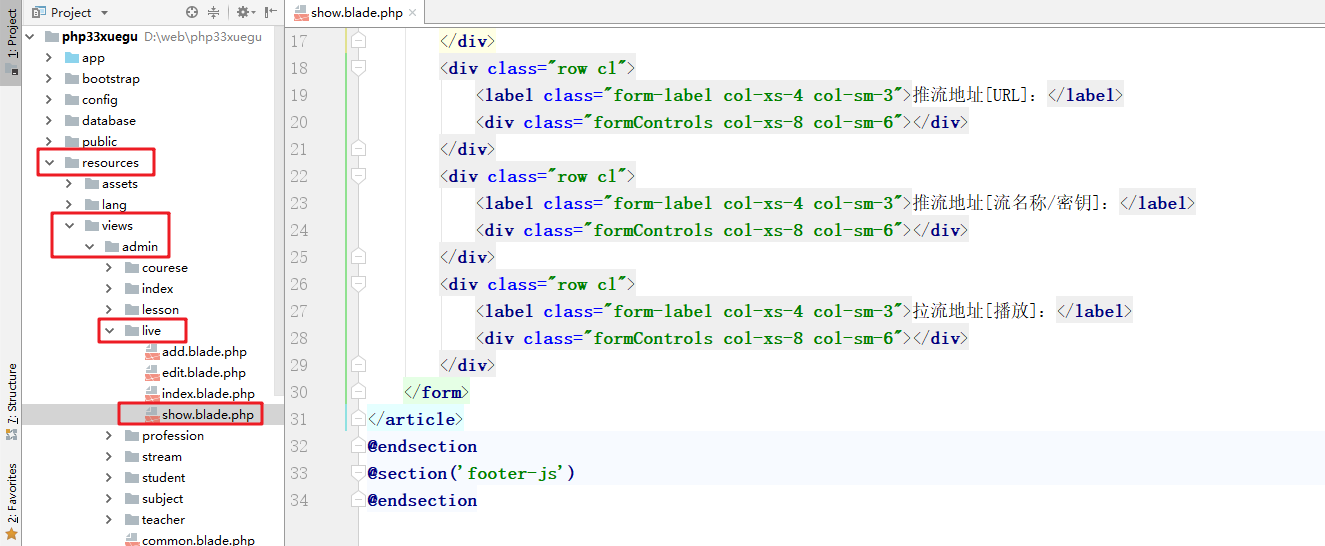 1: Project
7: Structure
2: Favorites
Project
php33xuegu D:\web\php33xuegu
app
bootstrap
config
database
public
resources
assets
lang
views
admin
courese
index
lesson
live
add.blade.php
edit.blade.php
index.blade.php
show.blade.php
profession
stream
student
subject
teacher
common.blade.php
show.blade.php
17 </div>
18 <div class="row cl">
19 <label class="form-label col-xs-4 col-sm-3">推流地址[URL]：</label>
20 <div class="formControls col-xs-8 col-sm-6"></div>
21 </div>
22 <div class="row cl">
23 <label class="form-label col-xs-4 col-sm-3">推流地址[流名称/密钥]：</label>
24 <div class="formControls col-xs-8 col-sm-6"></div>
25 </div>
26 <div class="row cl">
27 <label class="form-label col-xs-4 col-sm-3">拉流地址[播放]：</label>
28 <div class="formControls col-xs-8 col-sm-6"></div>
29 </div>
30 </form>
31 </article>
32 @endsection
33 @section('footer-js')
34 @endsection